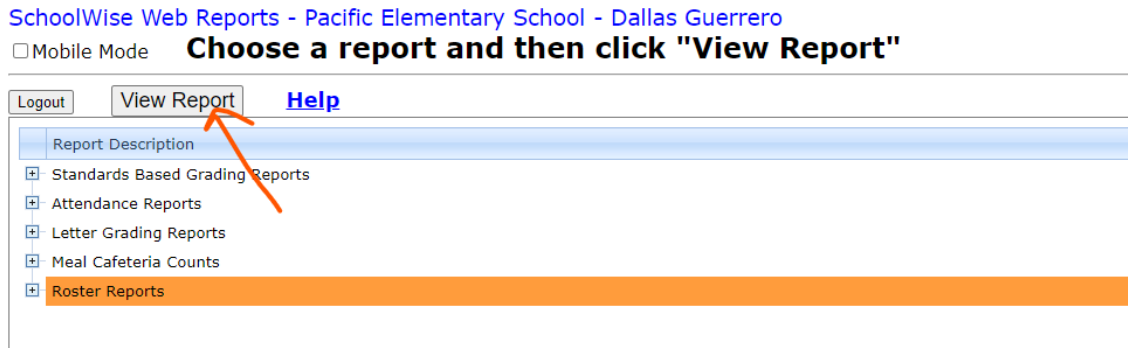 SchoolWise Web Reports - Pacific Elementary School - Dallas Guerrero
Mobile Mode Choose a report and then click "View Report"
Logout View Report Help
Report Description
Standards Based Grading Reports
Attendance Reports
Letter Grading Reports
Meal Cafeteria Counts
Roster Reports